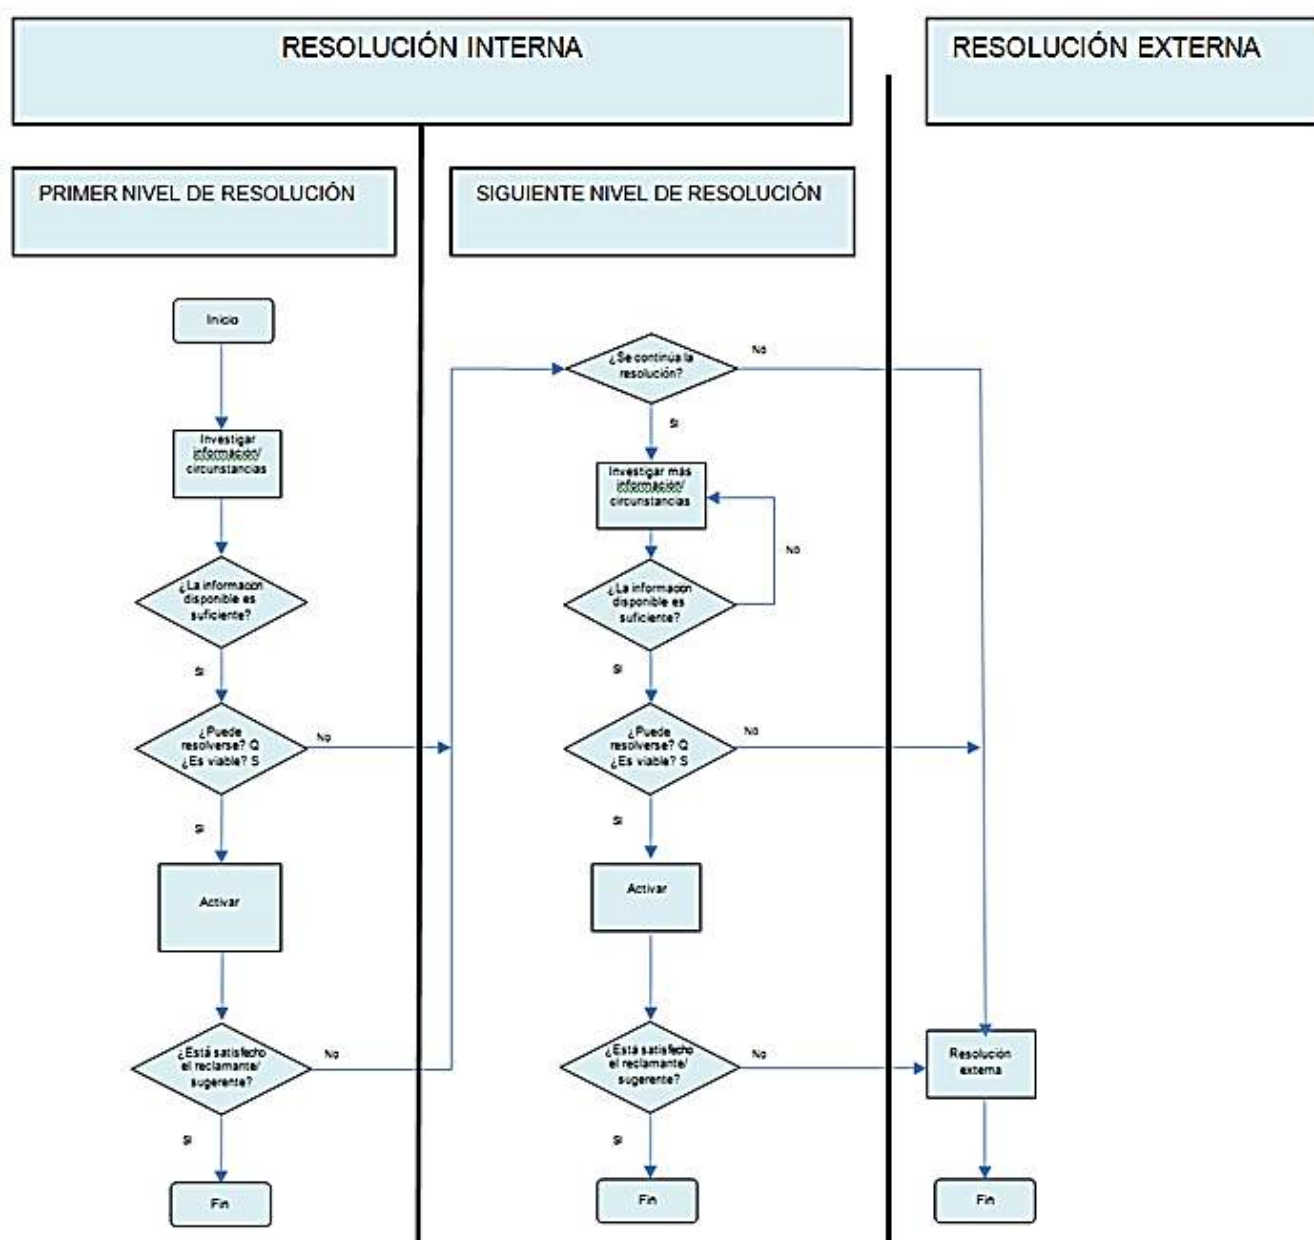 RESOLUCIÓN INTERNA
RESOLUCIÓN EXTERNA
PRIMER NIVEL DE RESOLUCIÓN
SIGUIENTE NIVEL DE RESOLUCIÓN
Inicio
Investigar
información/
circunstancias
¿La informacon
disponible es
suficiente?
Si
¿Puede
resolverse? Q
¿Es viable? S
No
Si
Activar
¿Está satisfecho
el reclamante/
sugerente?
No
Si
Fin
¿Se continúa la
resolución?
No
Si
Investigar más
información/
circunstancias
No
¿La informacon
disponible es
suficiente?
Si
¿Puede
resolverse? Q
¿Es viable? S
No
Si
Activar
¿Está satisfecho
el reclamante/
sugerente?
No
Si
Fin
Resolución
externa
Fin